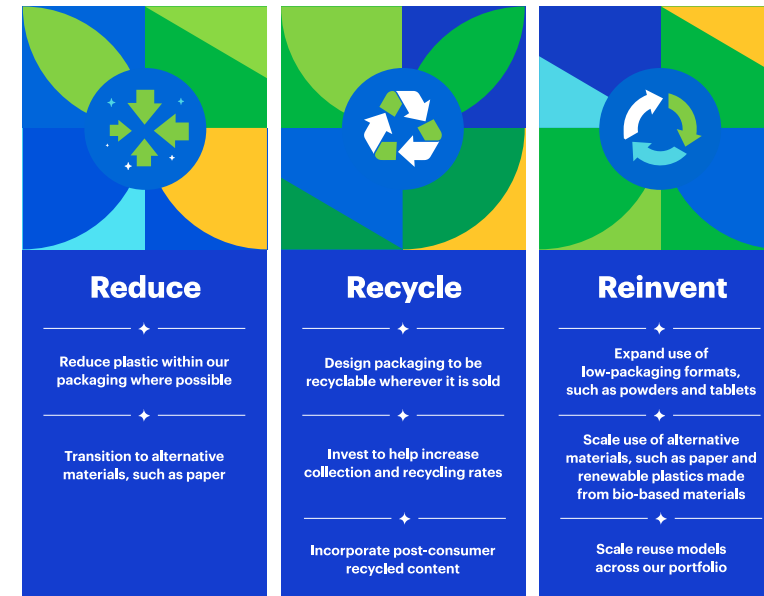 Reduce
Reduce plastic within our
packaging where possible
Transition to alternative
materials, such as paper
Recycle
Design packaging to be
recyclable wherever it is sold
Invest to help increase
collection and recycling rates
Incorporate post-consumer
recycled content
Reinvent
Expand use of
low-packaging formats,
such as powders and tablets
Scale use of alternative
materials, such as paper and
renewable plastics made
from bio-based materials
Scale reuse models
across our portfolio